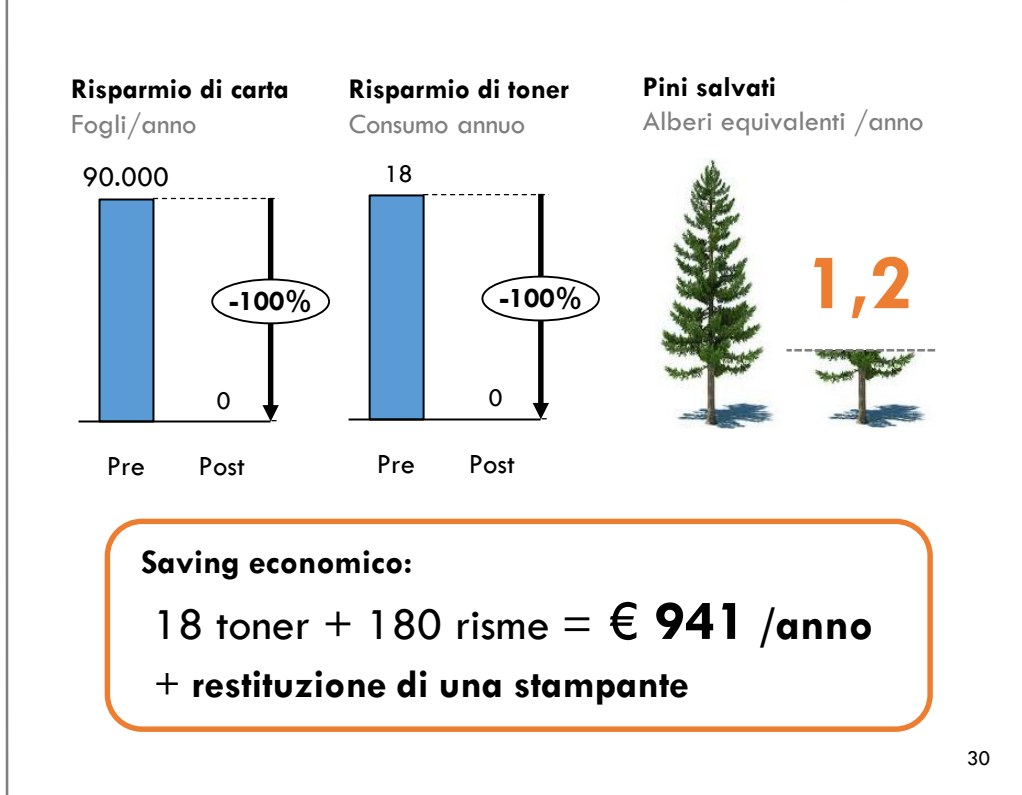 Risparmio di carta
Fogli/anno
90.000
-100%
0
Pre Post
Risparmio di toner
Consumo annuo
18
-100%
0
Pre Post
Pini salvati
Alberi equivalenti /anno
1,2
Saving economico:
18 toner + 180 risme = € 941 /anno
+ restituzione di una stampante
30